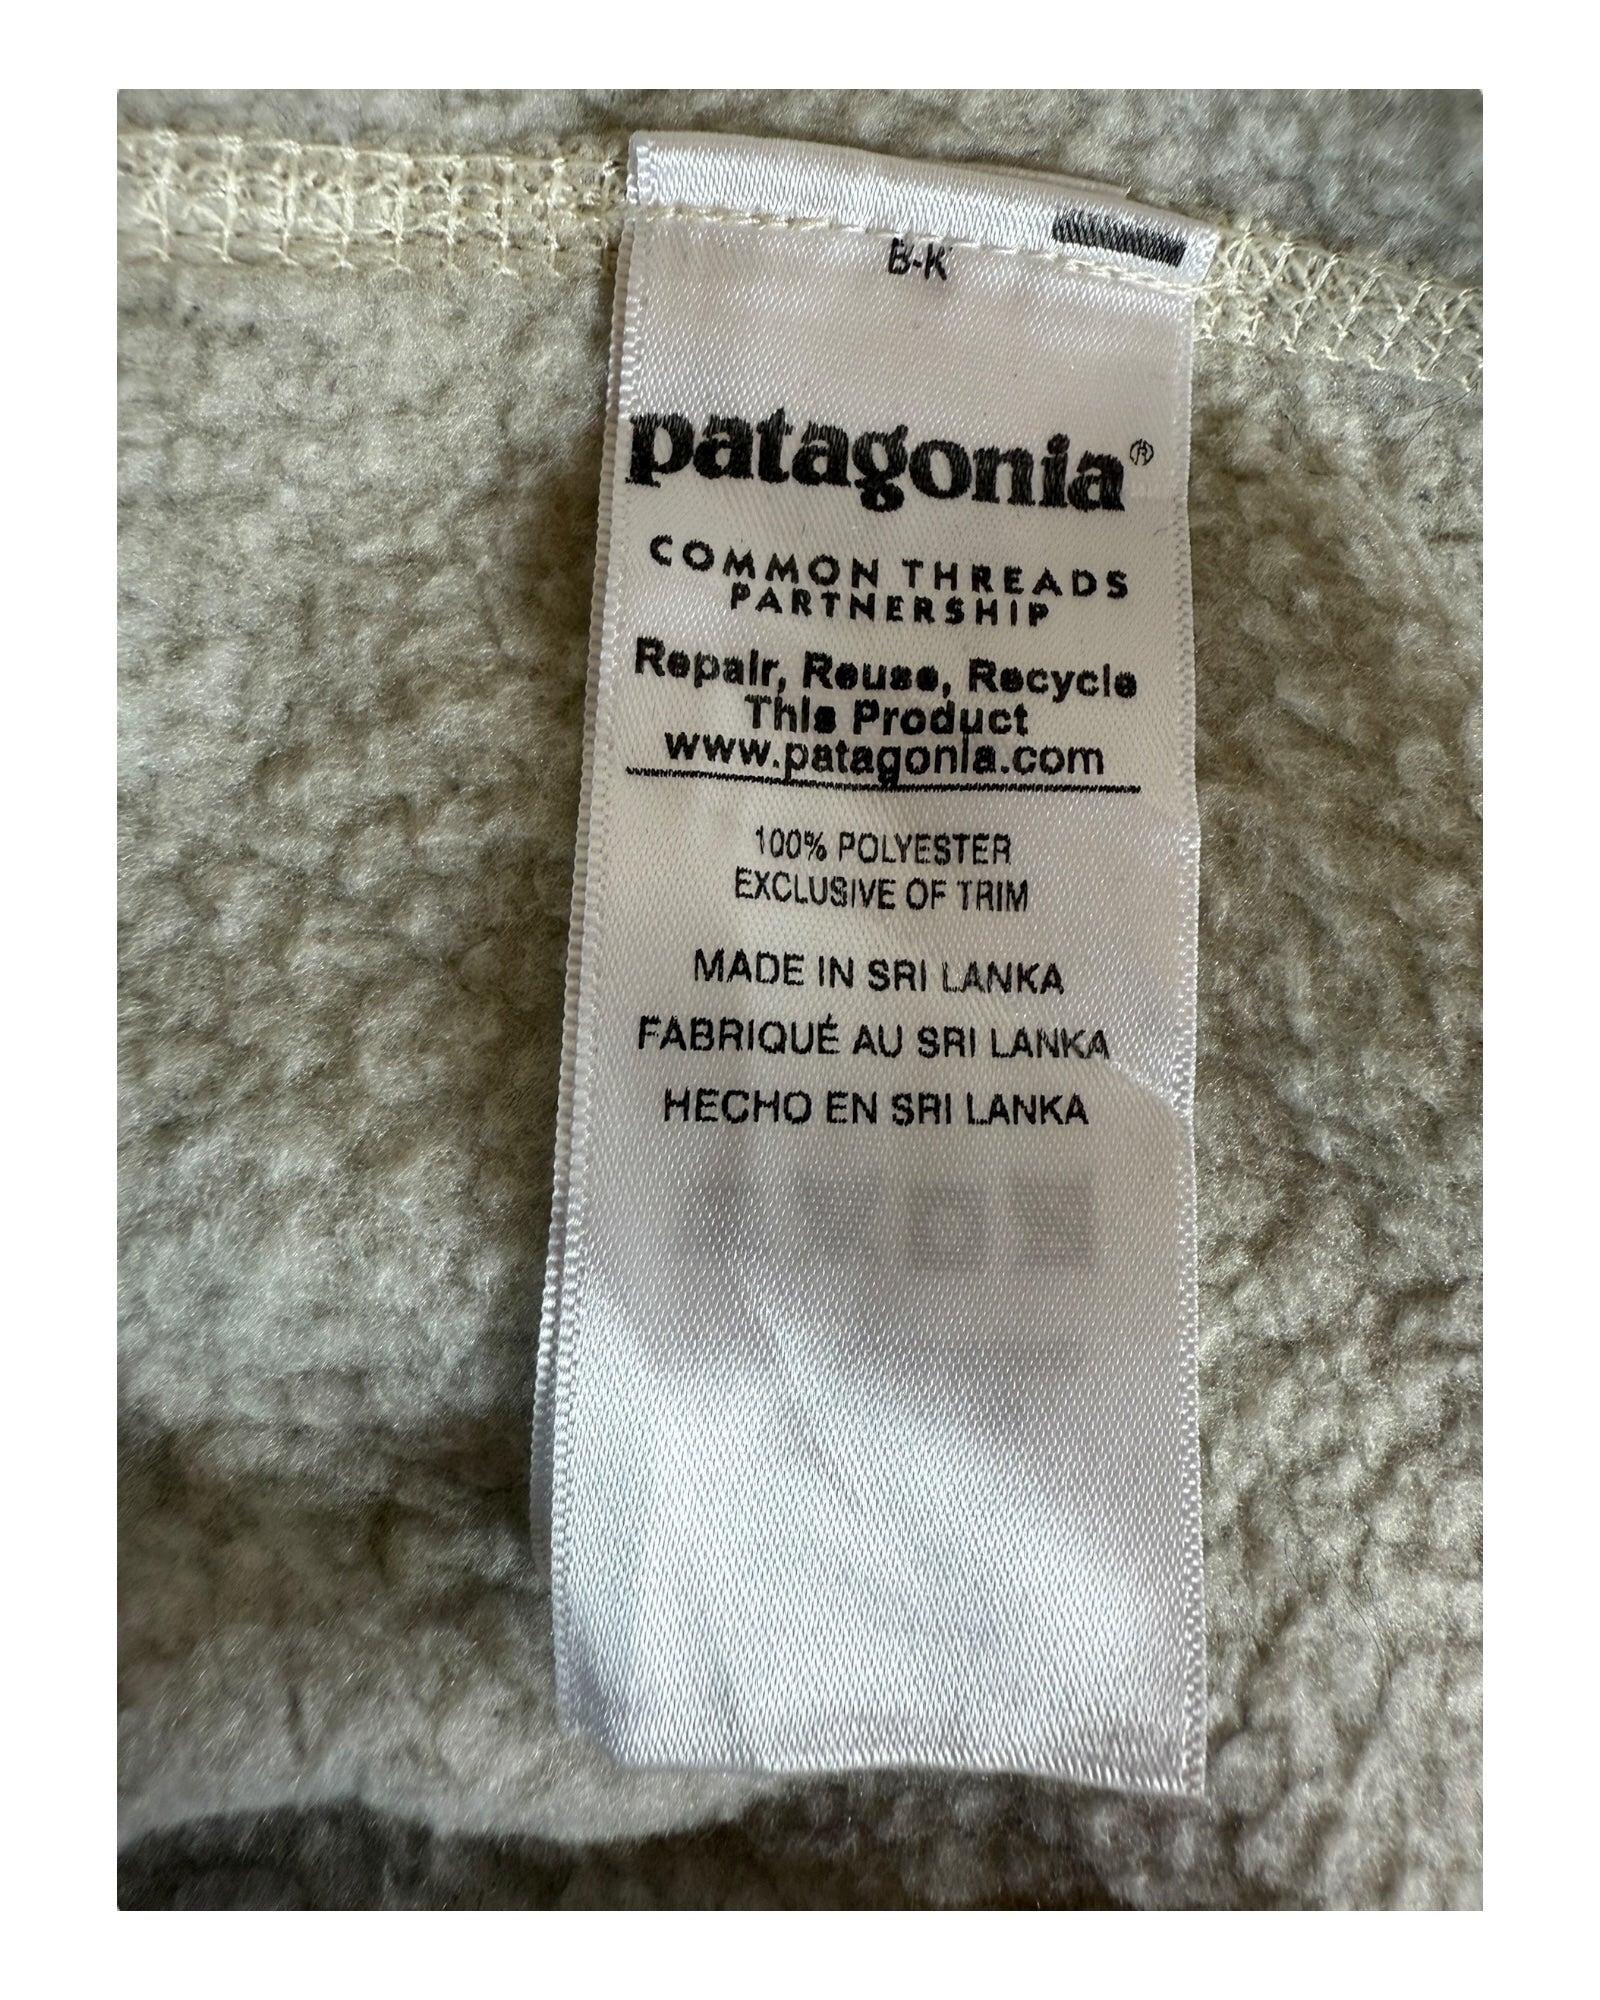 B-K
patagonia®
COMMON THREADS
PARTNERSHIP
Repair, Reuse, Recycle
This Product
www.patagonia.com
100% POLYESTER
EXCLUSIVE OF TRIM
MADE IN SRI LANKA
FABRIQUÉ AU SRI LANKA
HECHO EN SRI LANKA